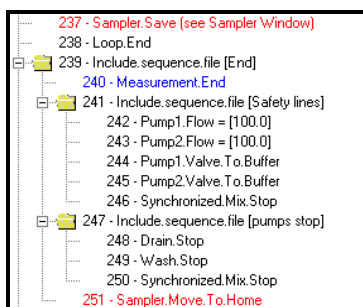 237 - Sampler.Save (see Sampler Window)
238 - Loop.End
239 - Include.sequence.file [End]
240 - Measurement.End
241 - Include.sequence.file [Safety lines]
242 - Pump1.Flow = [100.0]
243 - Pump2.Flow = [100.0]
244 - Pump1.Valve.To.Buffer
245 - Pump2.Valve.To.Buffer
246 - Synchronized.Mix.Stop
247 - Include.sequence.file [pumps stop]
248 - Drain.Stop
249 - Wash.Stop
250 - Synchronized.Mix.Stop
251 - Sampler.Move.To.Home